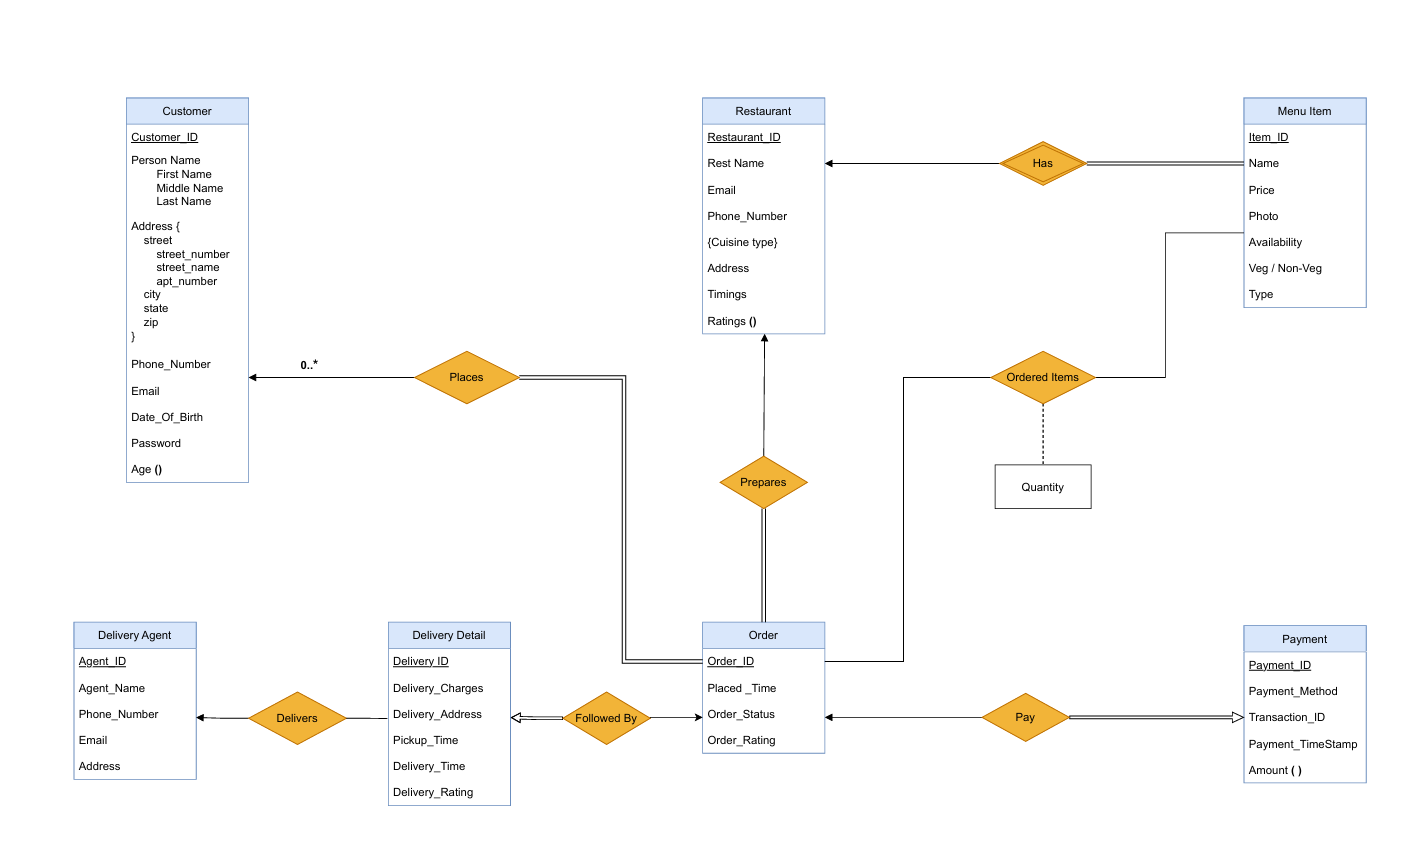 Customer
Customer_ID
Person Name
First Name
Middle Name
Last Name
Address {
street
street_number
street_name
apt_number
city
state
zip
}
Phone_Number
Email
Date_Of_Birth
Password
Age ()
0..*
Places
Restaurant
Restaurant_ID
Rest Name
Email
Phone_Number
{Cuisine type}
Address
Timings
Ratings ()
Has
Menu Item
Item_ID
Name
Price
Photo
Availability
Veg / Non-Veg
Type
Ordered Items
Quantity
Prepares
Delivery Agent
Agent_ID
Agent_Name
Phone_Number
Email
Address
Delivers
Delivery Detail
Delivery ID
Delivery_Charges
Delivery_Address
Pickup_Time
Delivery_Time
Delivery_Rating
Followed By
Order
Order_ID
Placed _Time
Order_Status
Order_Rating
Pay
Payment
Payment_ID
Payment_Method
Transaction_ID
Payment_TimeStamp
Amount ( )